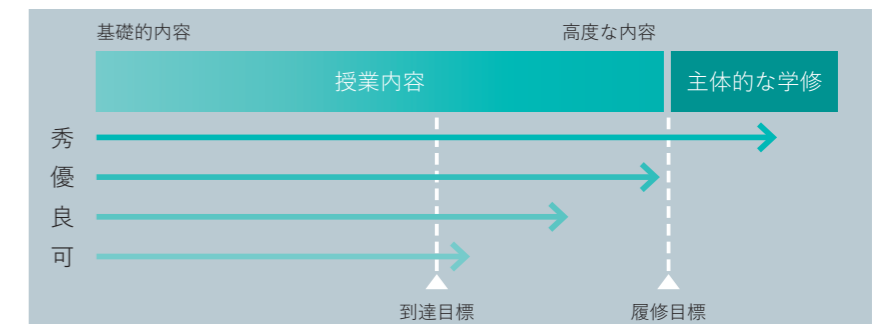 基礎的内容 高度な内容
授業内容 主体的な学修
秀
優
良
可
到達目標 履修目標